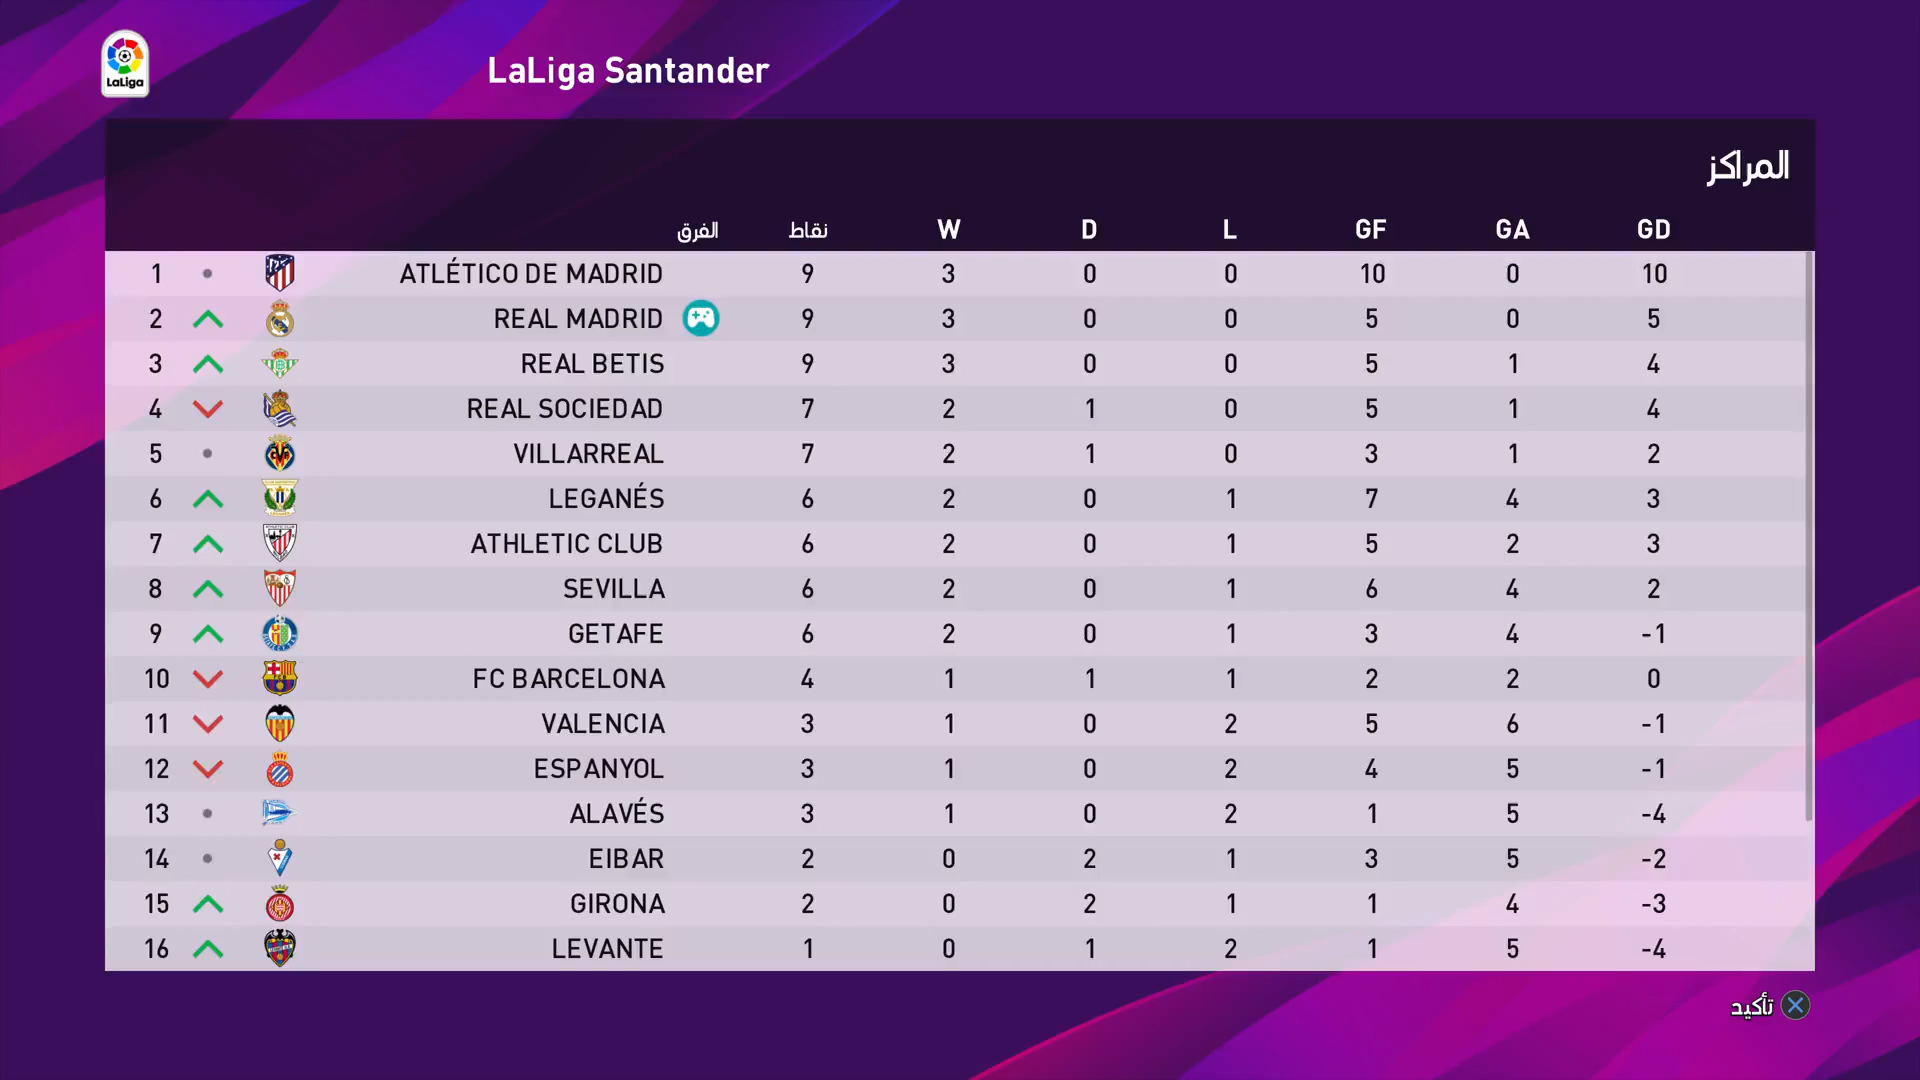 LaLiga
LaLiga Santander
المراكز
الفرق نقاط W D L GF GA GD
1 ATLÉTICO DE MADRID 9 3 0 0 10 0 10
2 REAL MADRID 9 3 0 0 5 0 5
3 REAL BETIS 9 3 0 0 5 1 4
4 REAL SOCIEDAD 7 2 1 0 5 1 4
5 VILLARREAL 7 2 1 0 3 1 2
6 LEGANÉS 6 2 0 1 7 4 3
7 ATHLETIC CLUB 6 2 0 1 5 2 3
8 SEVILLA 6 2 0 1 6 4 2
9 GETAFE 6 2 0 1 3 4 -1
10 FC BARCELONA 4 1 1 1 2 2 0
11 VALENCIA 3 1 0 2 5 6 -1
12 ESPANYOL 3 1 0 2 4 5 -1
13 ALAVÉS 3 1 0 2 1 5 -4
14 EIBAR 2 0 2 1 3 5 -2
15 GIRONA 2 0 2 1 1 4 -3
16 LEVANTE 1 0 1 2 1 5 -4
تأكيد